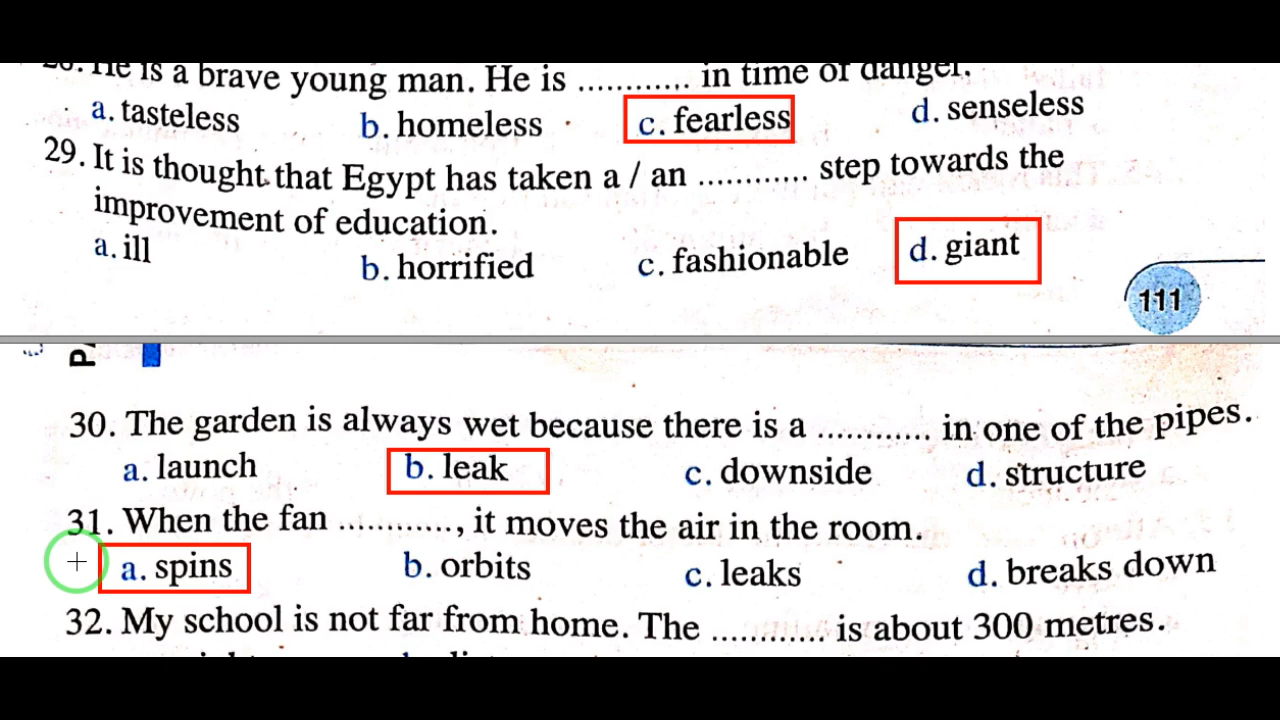 28. He is a brave young man. He is ............ in time of danger.
a. tasteless b. homeless c. fearless d. senseless
29. It is thought that Egypt has taken a / an ............ step towards the
improvement of education.
a. ill b. horrified c. fashionable d. giant
111
30. The garden is always wet because there is a ............ in one of the pipes.
a. launch b. leak c. downside d. structure
31. When the fan ............, it moves the air in the room.
a. spins b. orbits c. leaks d. breaks down
32. My school is not far from home. The ............ is about 300 metres.